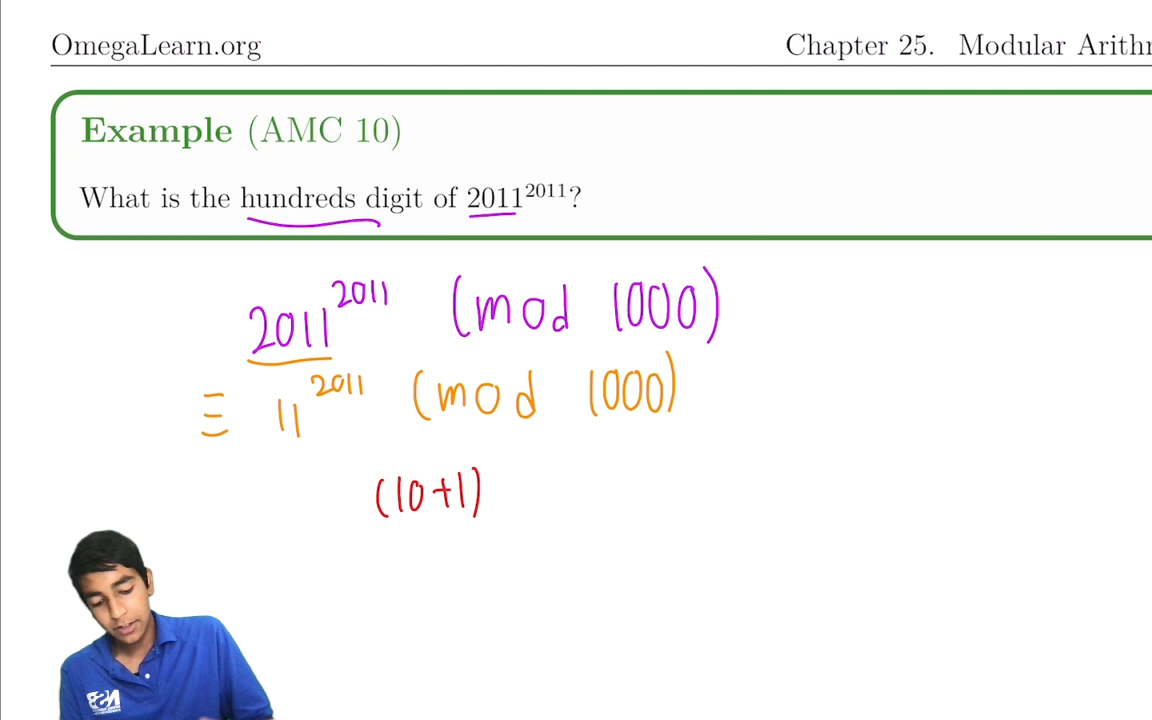 OmegaLearn.org Chapter 25. Modular Arithm
Example (AMC 10)
What is the hundreds digit of 2011^2011?
2011^2011 (mod 1000)
≡ 11^2011 (mod 1000)
(10+1)